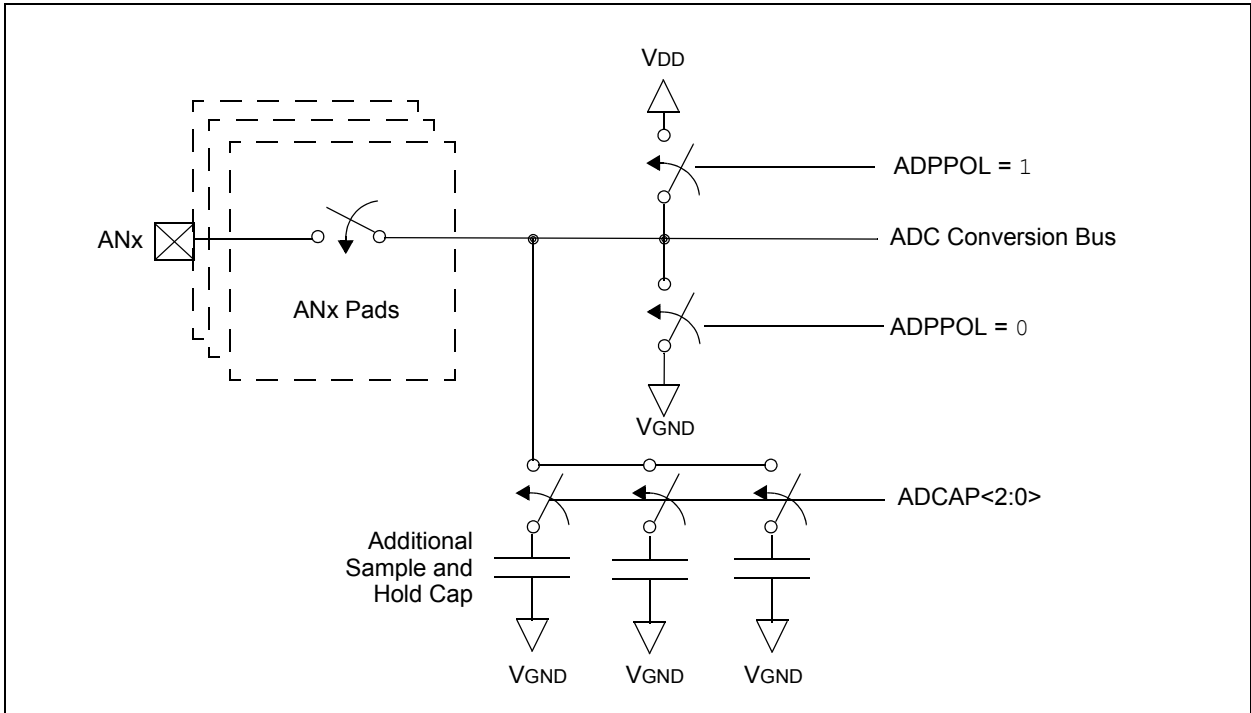 VDD
ADPPOL = 1
ANx
ADC Conversion Bus
ANx Pads
ADPPOL = 0
VGND
ADCAP<2:0>
Additional
Sample and
Hold Cap
VGND
VGND
VGND